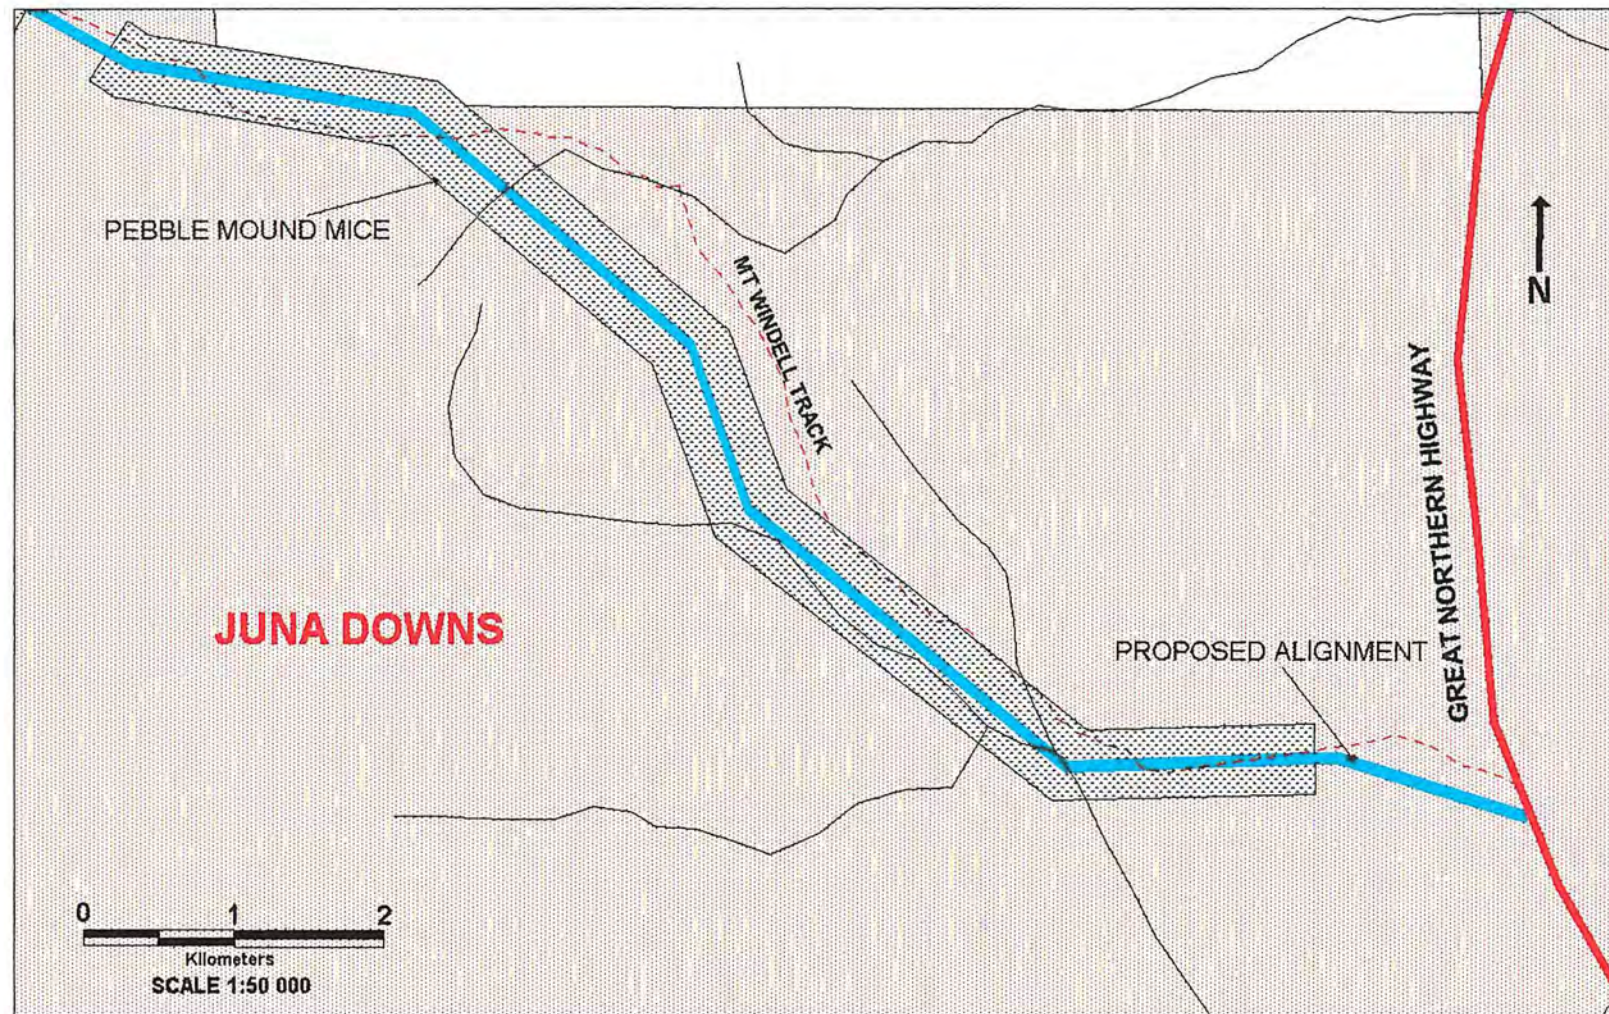 PEBBLE MOUND MICE
MT WINDELL TRACK
N
GREAT NORTHERN HIGHWAY
JUNA DOWNS
PROPOSED ALIGNMENT
0 1 2
Kilometers
SCALE 1:50 000